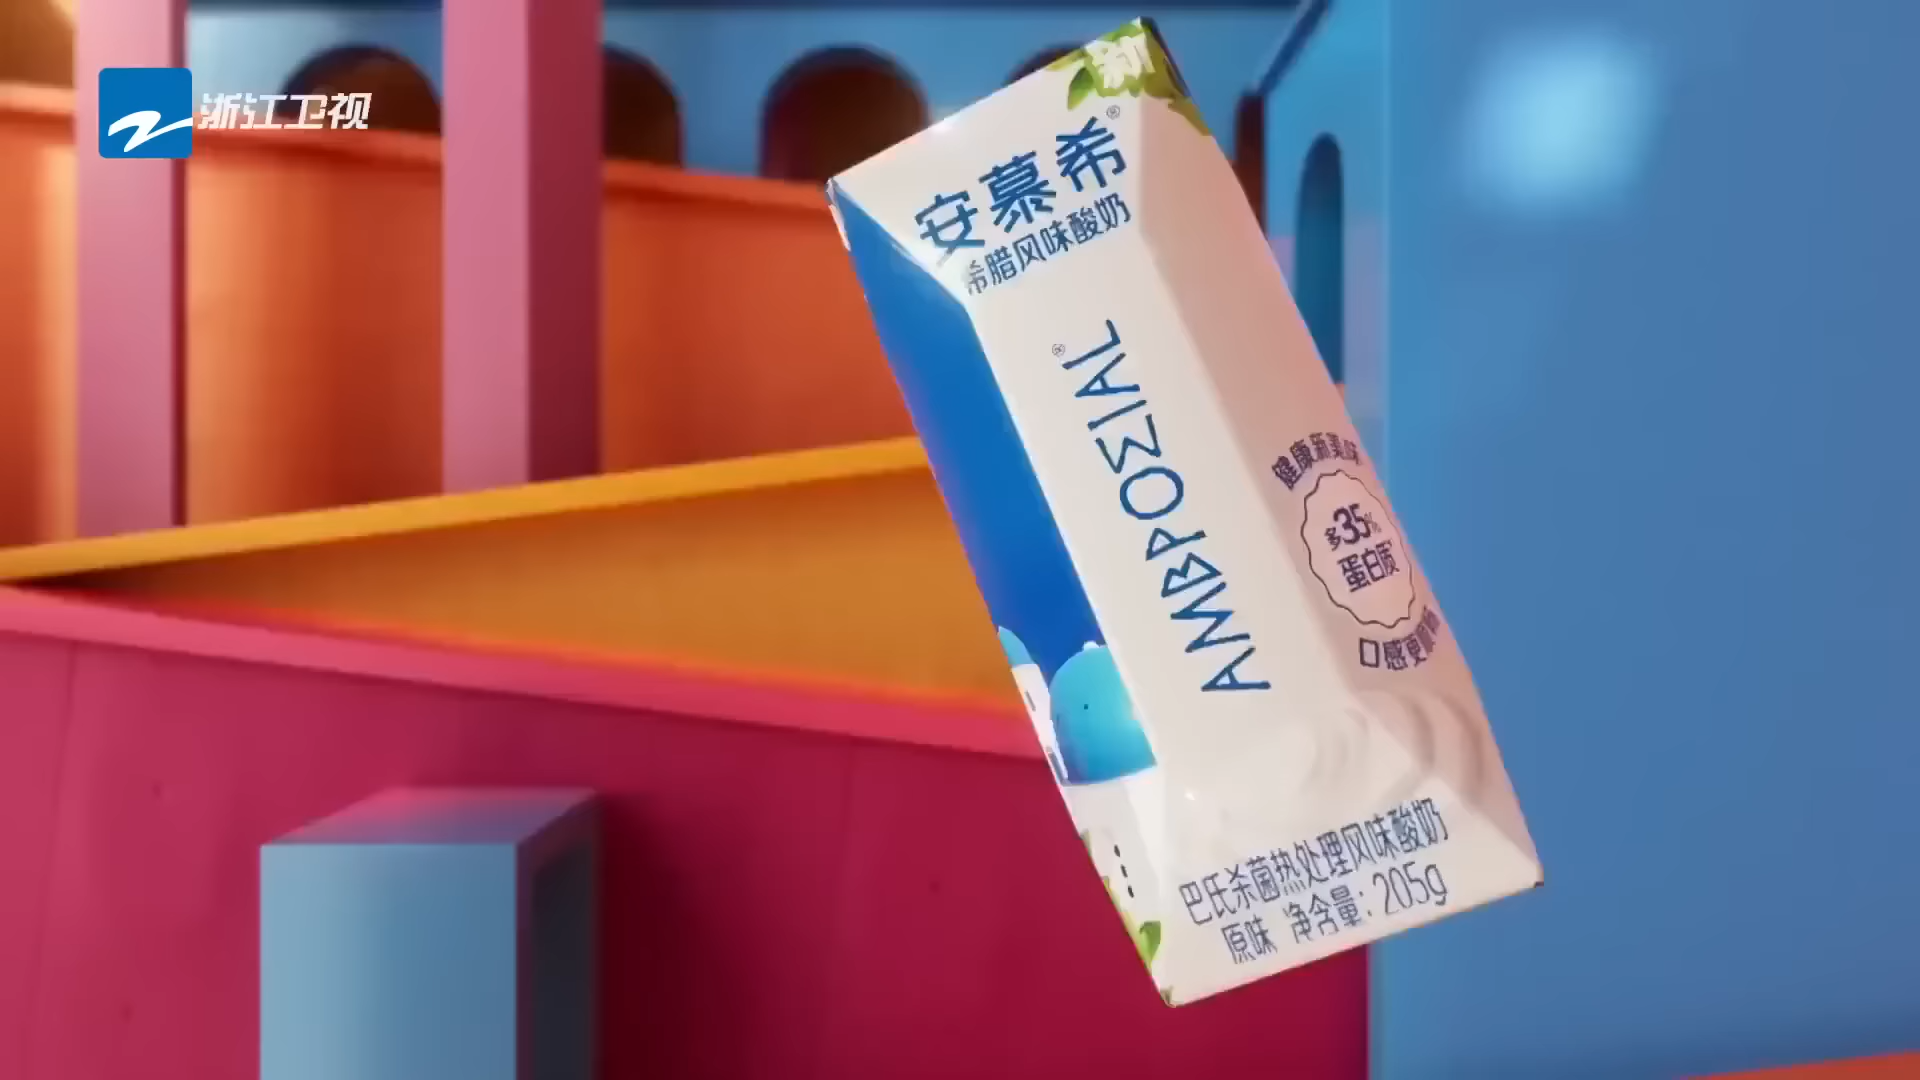 浙江卫视
新
安慕希®
希腊风味酸奶
AMBPOΣIAL®
健康新美味
多35%
蛋白质
口感更
巴氏杀菌热处理风味酸奶
原味 净含量：205g